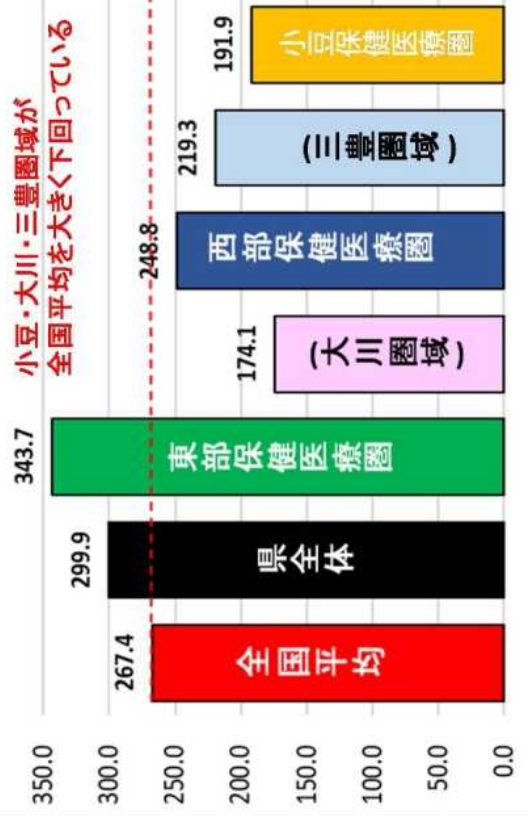 小豆・大川・三豊圏域が
全国平均を大きく下回っている
350.0
300.0
250.0
200.0
150.0
100.0
50.0
0.0
267.4
299.9
343.7
174.1
248.8
219.3
191.9
全国平均
県全体
東部保健医療圏
(大川圏域)
西部保健医療圏
(三豊圏域)
小豆保健医療圏